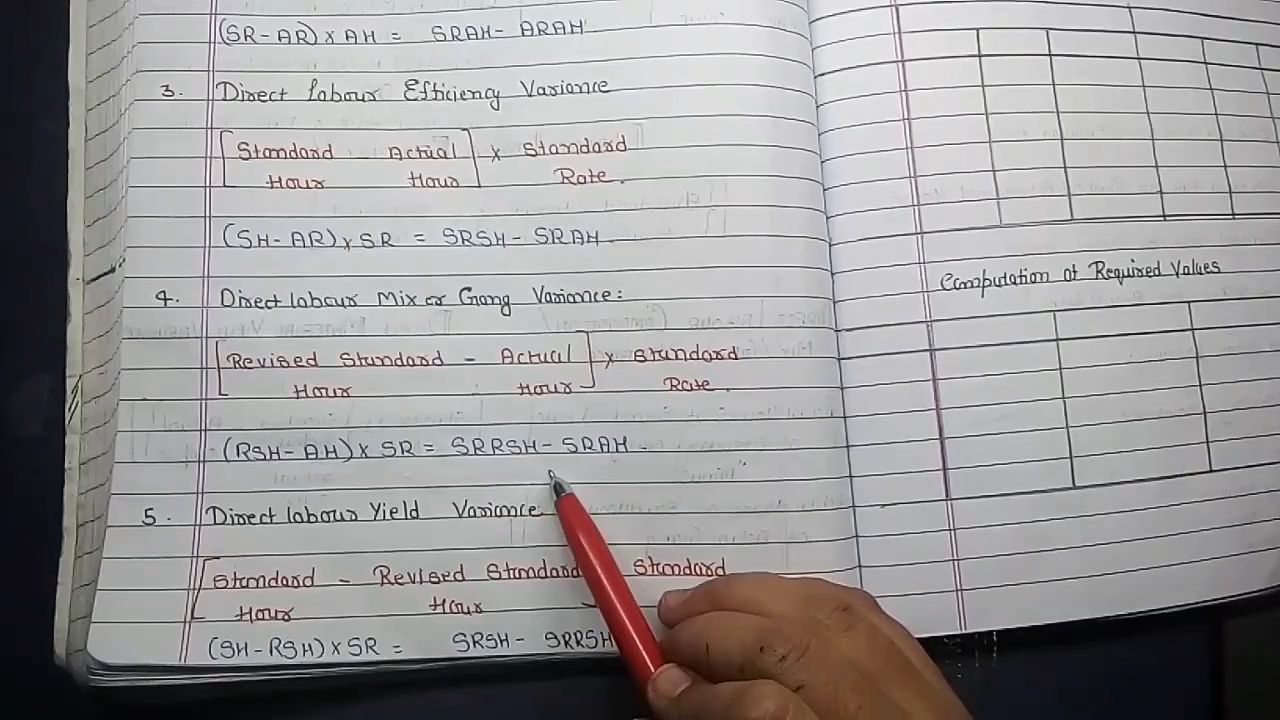 (SR-AR) x AH = SRAH- ARAH
3. Direct labour Efficiency Variance
[Standard Actual] x Standard
Hour Hour Rate.
(SH-AR) x SR = SRSH- SRAH.
4. Direct labour Mix or Gang Variance:
[Revised Standard - Actual] x Standard
Hour Hour Rate.
(RSH-AH) x SR = SRRSH- SRAH.
5. Direct labour Yield Variance
[Standard - Revised Standard Standard
Hour Hour
(SH-RSH) x SR = SRSH- SRRSH
Computation of Required Values